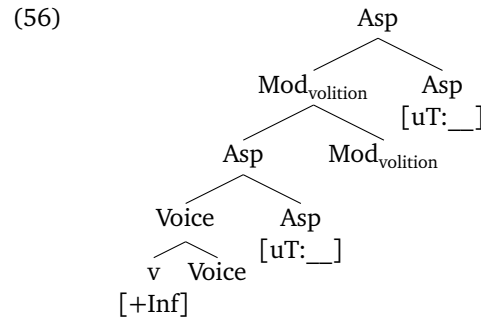 (56) Asp
Mod_volition Asp
[uT:__]
Asp Mod_volition
Voice Asp
[uT:__]
v Voice
[+Inf]